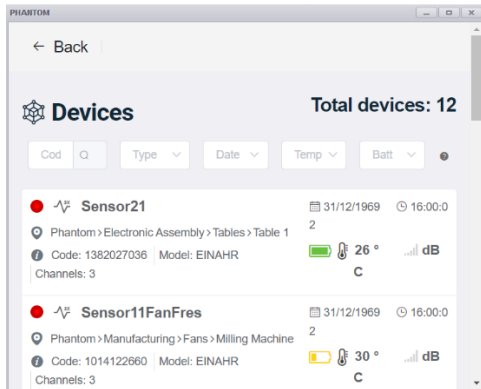 PHANTOM
← Back
Devices
Total devices: 12
Cod
Type
Date
Temp
Batt
Sensor21
31/12/1969 16:00:0
2
Phantom > Electronic Assembly > Tables > Table 1
Code: 1382027036 Model: EINAHR
26 °
C
dB
Channels: 3
Sensor11FanFres
31/12/1969 16:00:0
2
Phantom > Manufacturing > Fans > Milling Machine
Code: 1014122660 Model: EINAHR
30 °
C
dB
Channels: 3